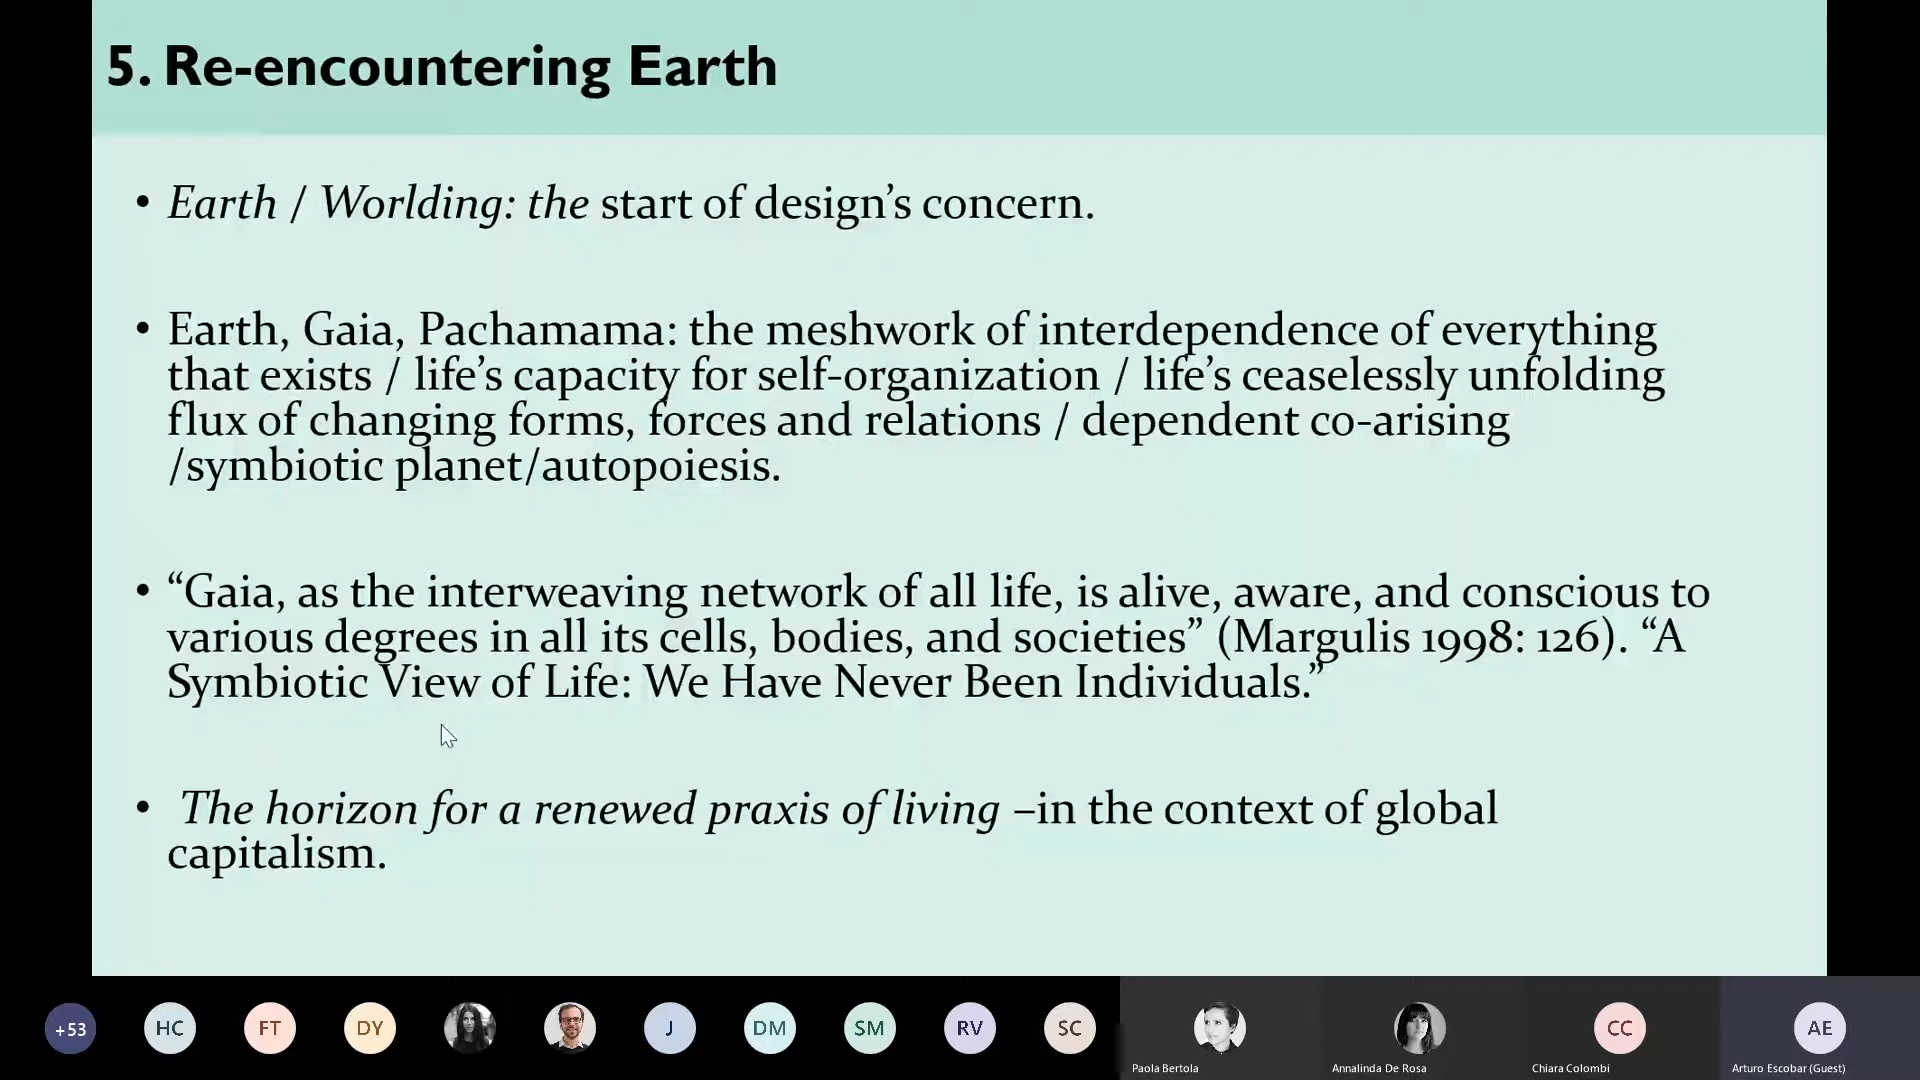 5. Re-encountering Earth
• Earth / Worlding: the start of design’s concern.
• Earth, Gaia, Pachamama: the meshwork of interdependence of everything
that exists / life’s capacity for self-organization / life’s ceaselessly unfolding
flux of changing forms, forces and relations / dependent co-arising
/symbiotic planet/autopoiesis.
• “Gaia, as the interweaving network of all life, is alive, aware, and conscious to
various degrees in all its cells, bodies, and societies” (Margulis 1998: 126). “A
Symbiotic View of Life: We Have Never Been Individuals.”
• The horizon for a renewed praxis of living –in the context of global
capitalism.
+53 HC FT DY J DM SM RV SC CC AE
Paola Bertola Annalinda De Rosa Chiara Colombi Arturo Escobar (Guest)